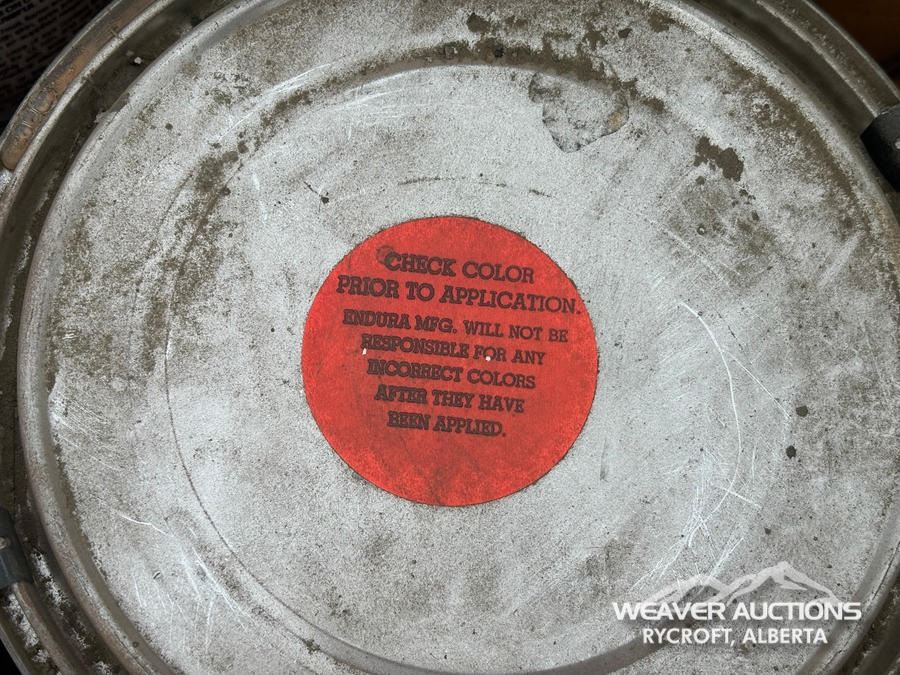 CHECK COLOR
PRIOR TO APPLICATION.
ENDURA MFG. WILL NOT BE
RESPONSIBLE FOR ANY
INCORRECT COLORS
AFTER THEY HAVE
BEEN APPLIED.
WEAVER AUCTIONS
RYCROFT, ALBERTA